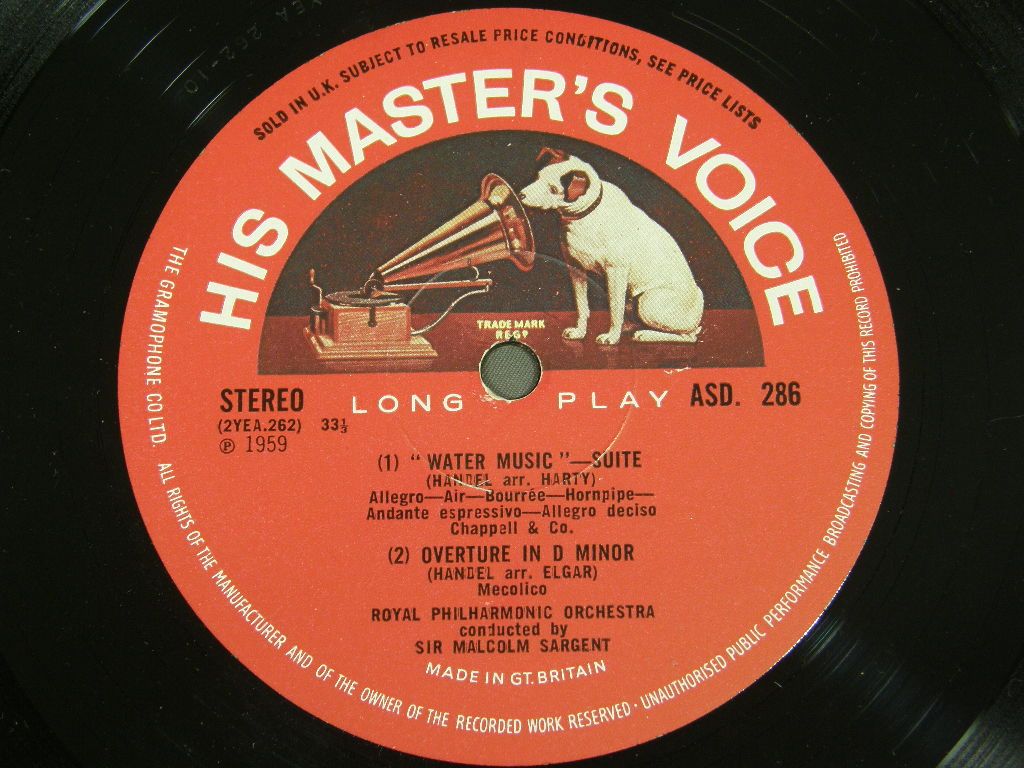 SOLD IN U.K. SUBJECT TO RESALE PRICE CONDITIONS, SEE PRICE LISTS
HIS MASTER'S VOICE
TRADE MARK
REGD
STEREO
LONG PLAY
ASD. 286
(2YEA.262) 33⅓
℗ 1959
(1) “ WATER MUSIC ”—SUITE
(HANDEL arr. HARTY)
Allegro—Air—Bourrée—Hornpipe—
Andante espressivo—Allegro deciso
Chappell & Co.
(2) OVERTURE IN D MINOR
(HANDEL arr. ELGAR)
Mecolico
ROYAL PHILHARMONIC ORCHESTRA
conducted by
SIR MALCOLM SARGENT
MADE IN GT. BRITAIN
THE GRAMOPHONE CO LTD. ALL RIGHTS OF THE MANUFACTURER AND OF THE OWNER OF THE RECORDED WORK RESERVED · UNAUTHORISED PUBLIC PERFORMANCE BROADCASTING AND COPYING OF THIS RECORD PROHIBITED